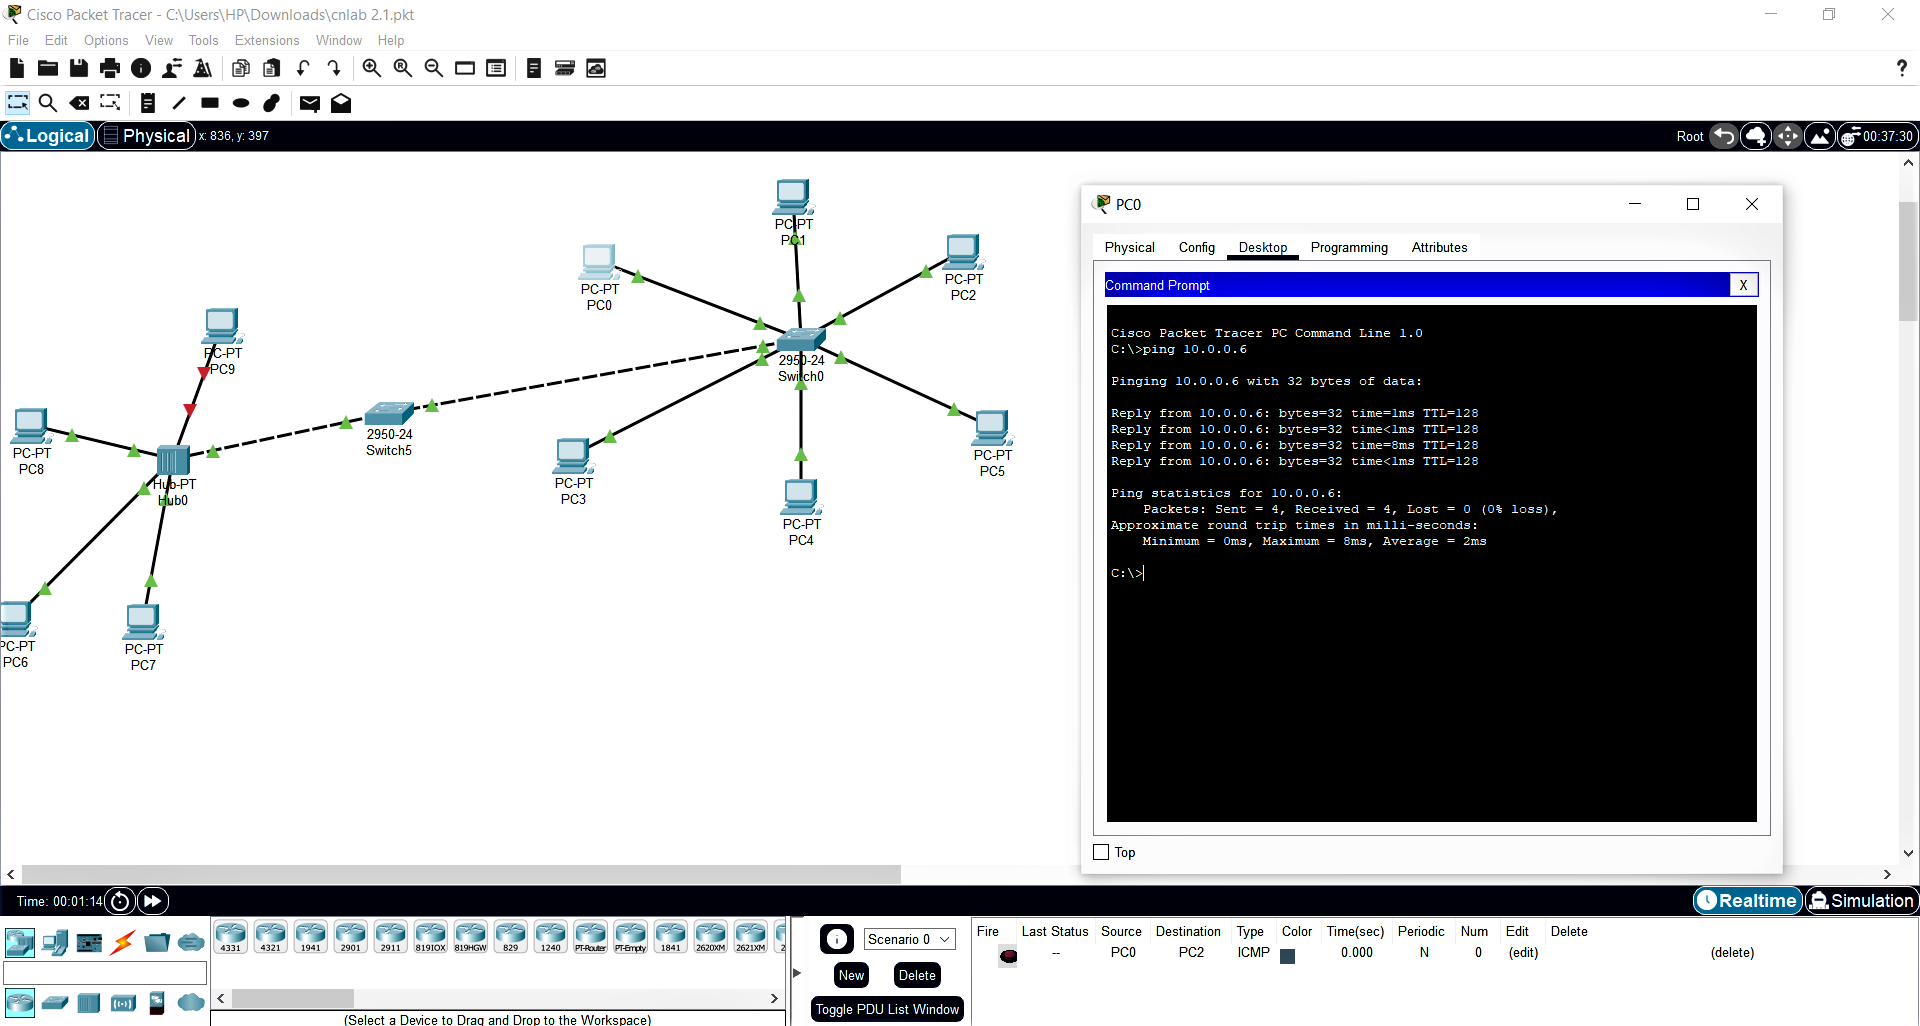 Cisco Packet Tracer - C:\Users\HP\Downloads\cnlab 2.1.pkt
File Edit Options View Tools Extensions Window Help
?
Logical Physical x: 836, y: 397 Root 00:37:30
PC-PT
PC1
PC-PT
PC0
PC-PT
PC2
PC-PT
PC9
2950-24
Switch0
2950-24
Switch5
PC-PT
PC8
Hub-PT
Hub0
PC-PT
PC3
PC-PT
PC5
PC-PT
PC4
PC-PT
PC6
PC-PT
PC7
PC0
Physical Config Desktop Programming Attributes
Command Prompt X
Cisco Packet Tracer PC Command Line 1.0
C:\>ping 10.0.0.6
Pinging 10.0.0.6 with 32 bytes of data:
Reply from 10.0.0.6: bytes=32 time=1ms TTL=128
Reply from 10.0.0.6: bytes=32 time<1ms TTL=128
Reply from 10.0.0.6: bytes=32 time=8ms TTL=128
Reply from 10.0.0.6: bytes=32 time<1ms TTL=128
Ping statistics for 10.0.0.6:
Packets: Sent = 4, Received = 4, Lost = 0 (0% loss),
Approximate round trip times in milli-seconds:
Minimum = 0ms, Maximum = 8ms, Average = 2ms
C:\>
Top
Time: 00:01:14 Realtime Simulation
4331 4321 1941 2901 2911 819IOX 819HGW 829 1240 PT-Router PT-Empty 1841 2620XM 2621XM 2
(Select a Device to Drag and Drop to the Workspace)
Scenario 0
New Delete
Toggle PDU List Window
Fire Last Status Source Destination Type Color Time(sec) Periodic Num Edit Delete
-- PC0 PC2 ICMP 0.000 N 0 (edit) (delete)